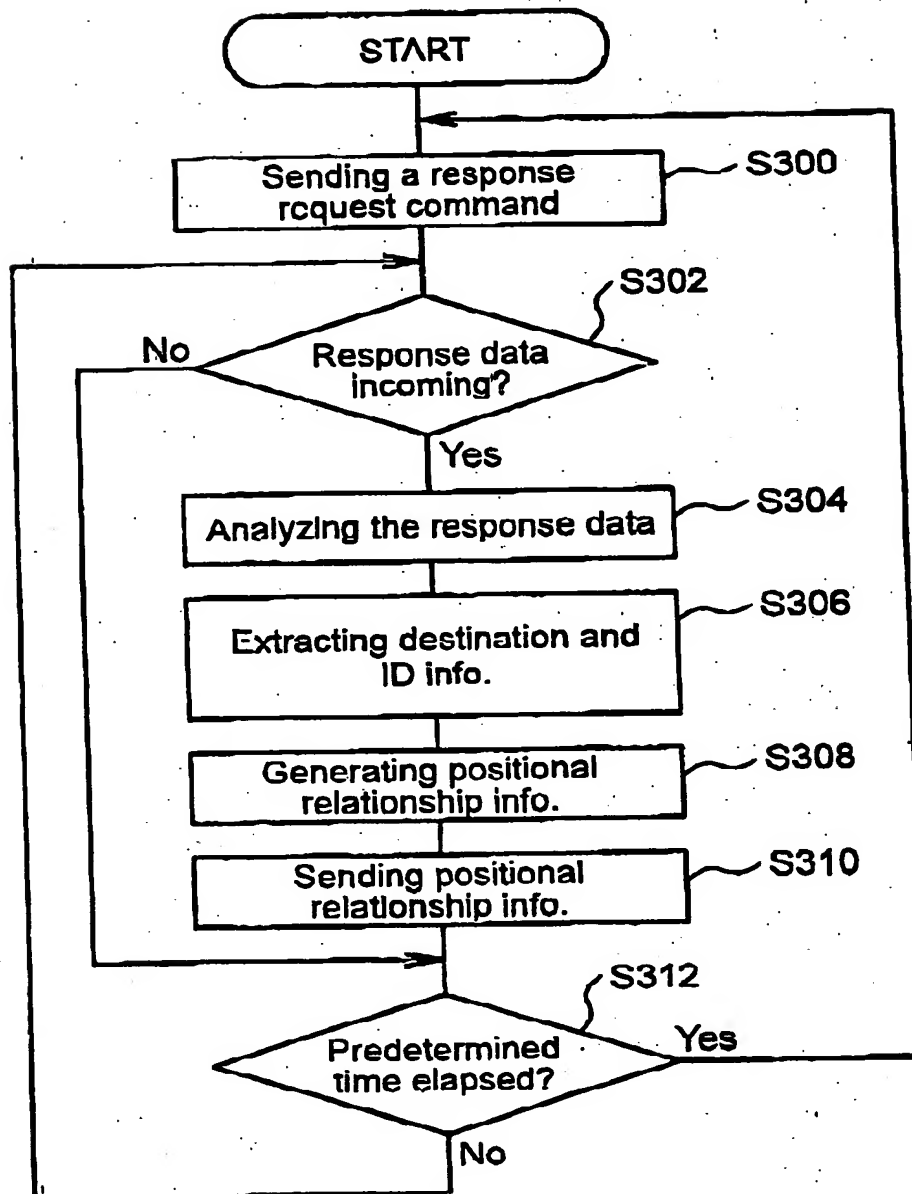 START
Sending a response
request command
S300
S302
No
Response data
incoming?
Yes
Analyzing the response data
S304
Extracting destination and
ID info.
S306
Generating positional
relationship info.
S308
Sending positional
relationship info.
S310
S312
Predetermined
time elapsed?
Yes
No